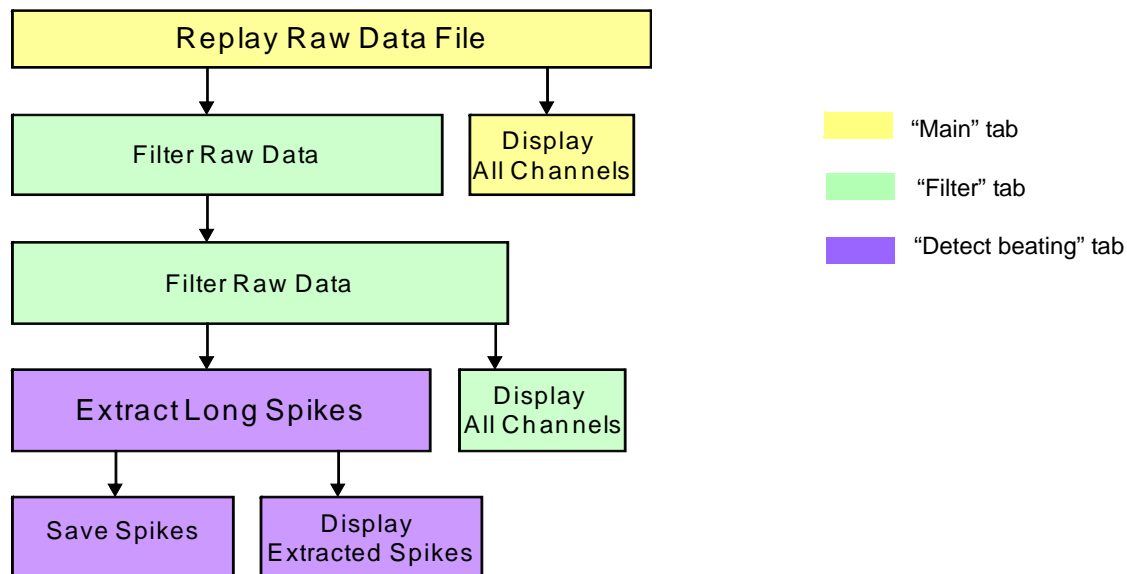 Replay Raw Data File
Filter Raw Data
Display
All Channels
Filter Raw Data
Extract Long Spikes
Display
All Channels
Save Spikes
Display
Extracted Spikes
“Main” tab
“Filter” tab
“Detect beating” tab